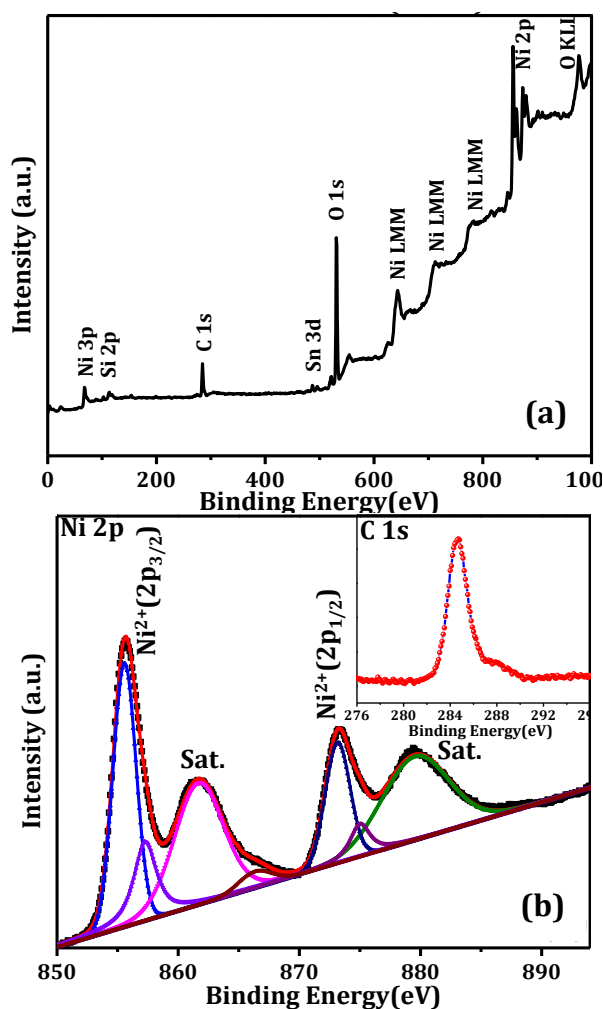 Ni 3p
Si 2p
C 1s
Sn 3d
O 1s
Ni LMM
Ni LMM
Ni LMM
Ni 2p
O KLL
Intensity (a.u.)
(a)
0 200 400 600 800 1000
Binding Energy(eV)
Ni 2p
Ni²⁺(2p₃/₂)
Sat.
Ni²⁺(2p₁/₂)
Sat.
C 1s
276 280 284 288 292
Binding Energy(eV)
Intensity (a.u.)
(b)
850 860 870 880 890
Binding Energy(eV)